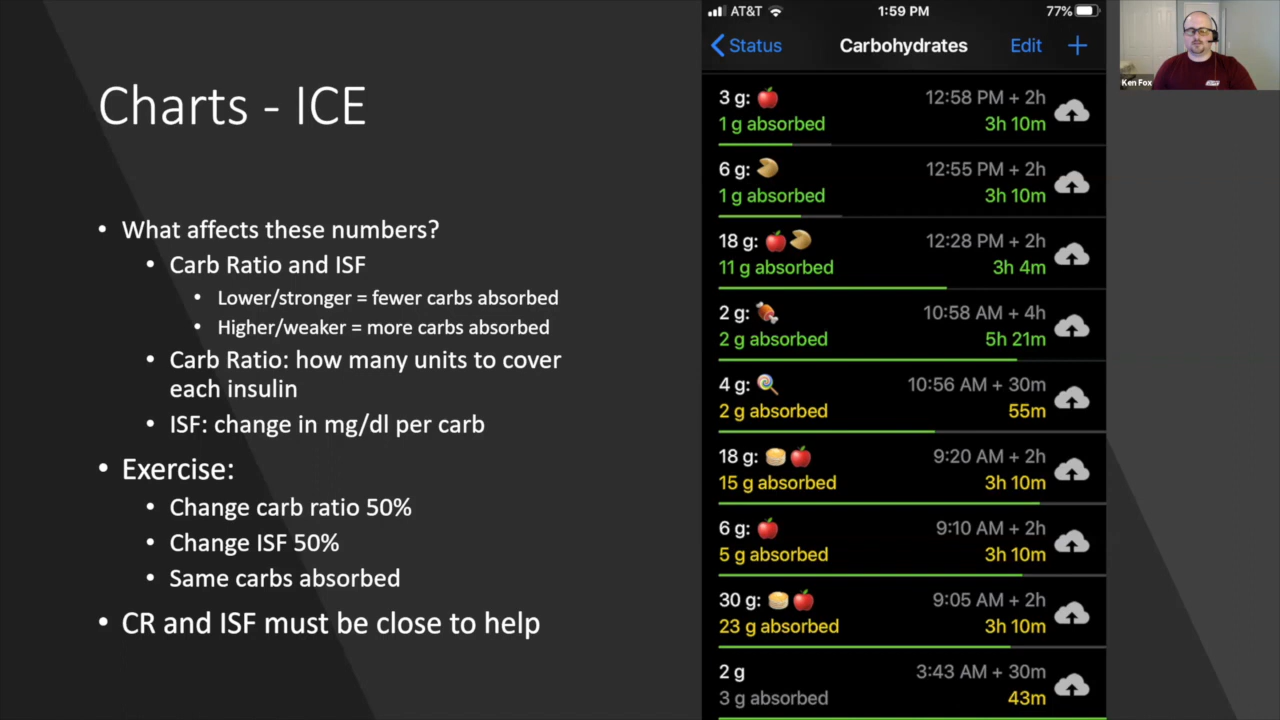 Charts - ICE
What affects these numbers?
Carb Ratio and ISF
Lower/stronger = fewer carbs absorbed
Higher/weaker = more carbs absorbed
Carb Ratio: how many units to cover
each insulin
ISF: change in mg/dl per carb
Exercise:
Change carb ratio 50%
Change ISF 50%
Same carbs absorbed
CR and ISF must be close to help
AT&T 1:59 PM 77%
Status Carbohydrates Edit +
3 g: 12:58 PM + 2h
1 g absorbed 3h 10m
6 g: 12:55 PM + 2h
1 g absorbed 3h 10m
18 g: 12:28 PM + 2h
11 g absorbed 3h 4m
2 g: 10:58 AM + 4h
2 g absorbed 5h 21m
4 g: 10:56 AM + 30m
2 g absorbed 55m
18 g: 9:20 AM + 2h
15 g absorbed 3h 10m
6 g: 9:10 AM + 2h
5 g absorbed 3h 10m
30 g: 9:05 AM + 2h
23 g absorbed 3h 10m
2 g 3:43 AM + 30m
3 g absorbed 43m
Ken Fox